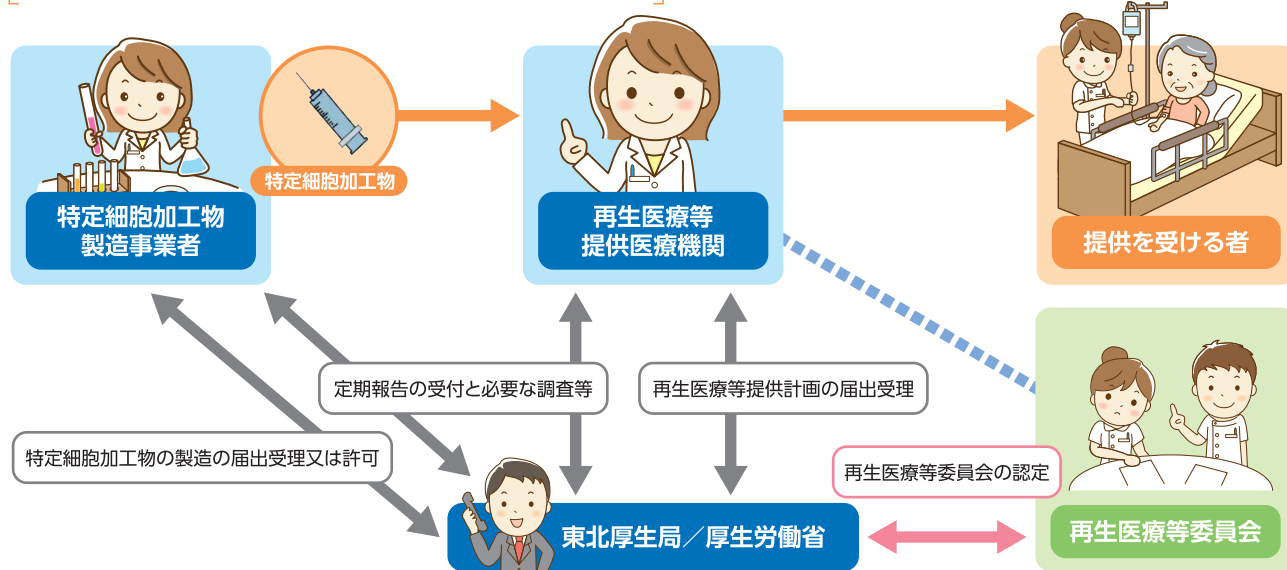 特定細胞加工物
特定細胞加工物
製造事業者
再生医療等
提供医療機関
提供を受ける者
定期報告の受付と必要な調査等
再生医療等提供計画の届出受理
特定細胞加工物の製造の届出受理又は許可
再生医療等委員会の認定
東北厚生局／厚生労働省
再生医療等委員会